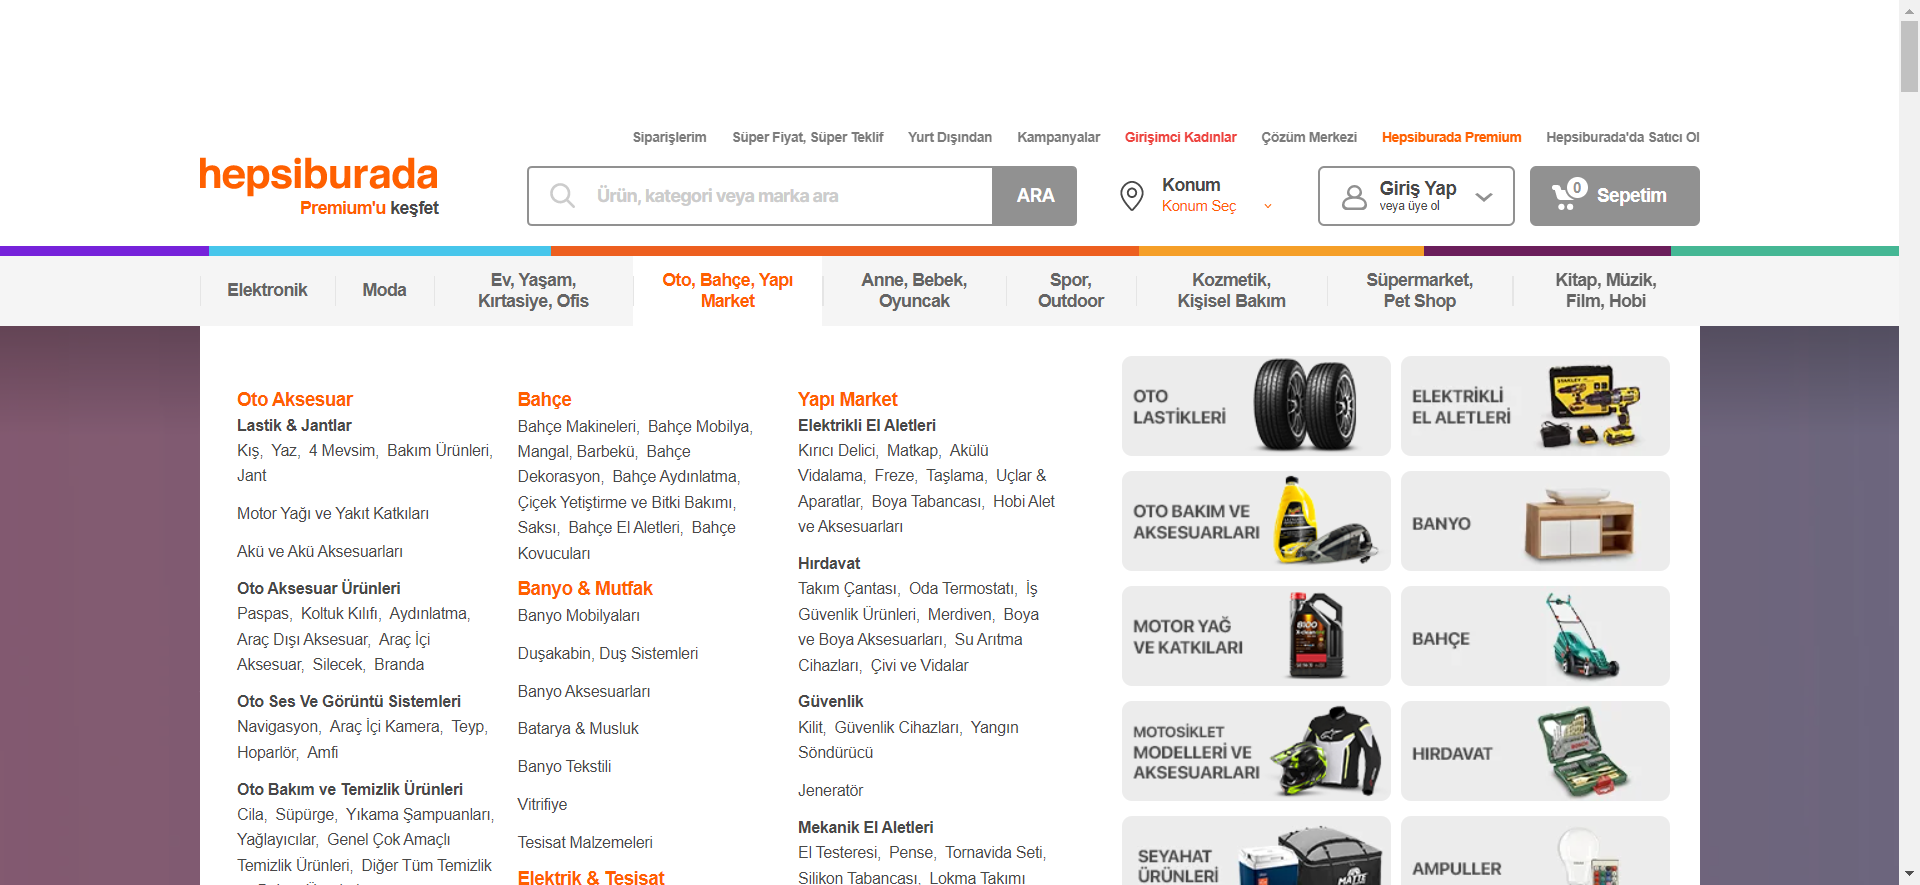 Siparişlerim Süper Fiyat, Süper Teklif Yurt Dışından Kampanyalar Girişimci Kadınlar Çözüm Merkezi Hepsiburada Premium Hepsiburada'da Satıcı Ol
hepsiburada
Premium'u keşfet
Ürün, kategori veya marka ara
ARA
Konum
Konum Seç
Giriş Yap
veya üye ol
0
Sepetim
Elektronik
Moda
Ev, Yaşam,
Kırtasiye, Ofis
Oto, Bahçe, Yapı
Market
Anne, Bebek,
Oyuncak
Spor,
Outdoor
Kozmetik,
Kişisel Bakım
Süpermarket,
Pet Shop
Kitap, Müzik,
Film, Hobi
Oto Aksesuar
Lastik & Jantlar
Kış, Yaz, 4 Mevsim, Bakım Ürünleri,
Jant
Motor Yağı ve Yakıt Katkıları
Akü ve Akü Aksesuarları
Oto Aksesuar Ürünleri
Paspas, Koltuk Kılıfı, Aydınlatma,
Araç Dışı Aksesuar, Araç İçi
Aksesuar, Silecek, Branda
Oto Ses Ve Görüntü Sistemleri
Navigasyon, Araç İçi Kamera, Teyp,
Hoparlör, Amfi
Oto Bakım ve Temizlik Ürünleri
Cila, Süpürge, Yıkama Şampuanları,
Yağlayıcılar, Genel Çok Amaçlı
Temizlik Ürünleri, Diğer Tüm Temizlik
Bahçe
Bahçe Makineleri, Bahçe Mobilya,
Mangal, Barbekü, Bahçe
Dekorasyon, Bahçe Aydınlatma,
Çiçek Yetiştirme ve Bitki Bakımı,
Saksı, Bahçe El Aletleri, Bahçe
Kovucuları
Banyo & Mutfak
Banyo Mobilyaları
Duşakabin, Duş Sistemleri
Banyo Aksesuarları
Batarya & Musluk
Banyo Tekstili
Vitrifiye
Tesisat Malzemeleri
Elektrik & Tesisat
Yapı Market
Elektrikli El Aletleri
Kırıcı Delici, Matkap, Akülü
Vidalama, Freze, Taşlama, Uçlar &
Aparatlar, Boya Tabancası, Hobi Alet
ve Aksesuarları
Hırdavat
Takım Çantası, Oda Termostatı, İş
Güvenlik Ürünleri, Merdiven, Boya
ve Boya Aksesuarları, Su Arıtma
Cihazları, Çivi ve Vidalar
Güvenlik
Kilit, Güvenlik Cihazları, Yangın
Söndürücü
Jeneratör
Mekanik El Aletleri
El Testeresi, Pense, Tornavida Seti,
Silikon Tabancası, Lokma Takımı
OTO
LASTİKLERİ
ELEKTRİKLİ
EL ALETLERİ
OTO BAKIM VE
AKSESUARLARI
BANYO
MOTOR YAĞ
VE KATKILARI
BAHÇE
MOTOSİKLET
MODELLERİ VE
AKSESUARLARI
HIRDAVAT
SEYAHAT
ÜRÜNLERİ
AMPULLER